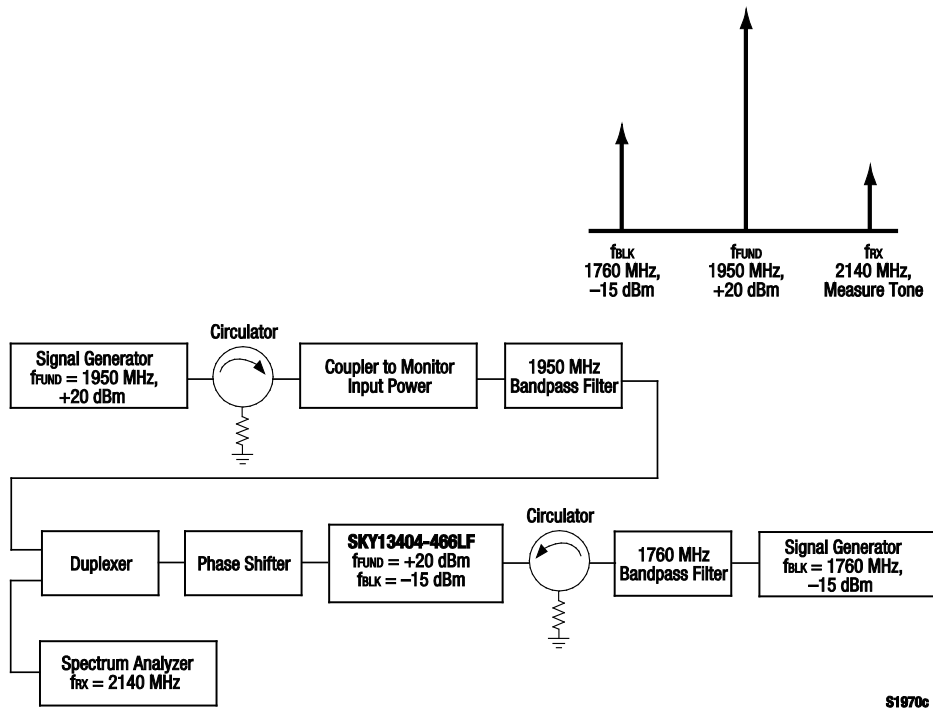 fBLK
1760 MHz,
–15 dBm
fFUND
1950 MHz,
+20 dBm
fRX
2140 MHz,
Measure Tone
Signal Generator
fFUND = 1950 MHz,
+20 dBm
Circulator
Coupler to Monitor
Input Power
1950 MHz
Bandpass Filter
Duplexer
Phase Shifter
SKY13404-466LF
fFUND = +20 dBm
fBLK = –15 dBm
Circulator
1760 MHz
Bandpass Filter
Signal Generator
fBLK = 1760 MHz,
–15 dBm
Spectrum Analyzer
fRX = 2140 MHz
S1970c